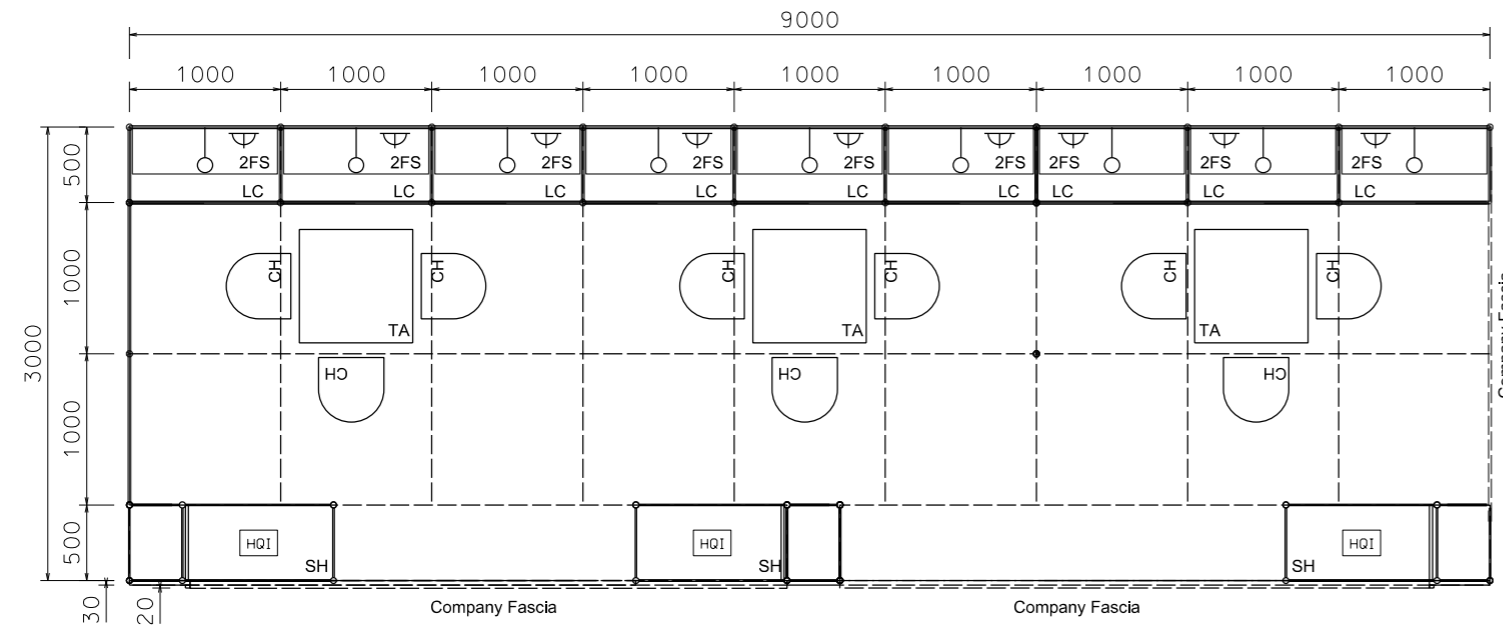 9000
1000 1000 1000 1000 1000 1000 1000 1000 1000
500
2FS 2FS 2FS 2FS 2FS 2FS 2FS 2FS 2FS
LC LC LC LC LC LC LC LC LC
1000
CH CH CH CH CH CH
TA TA TA
Company Fascia
3000
CH CH CH
1000
500
HQI HQI HQI
SH SH SH
30
20
Company Fascia Company Fascia